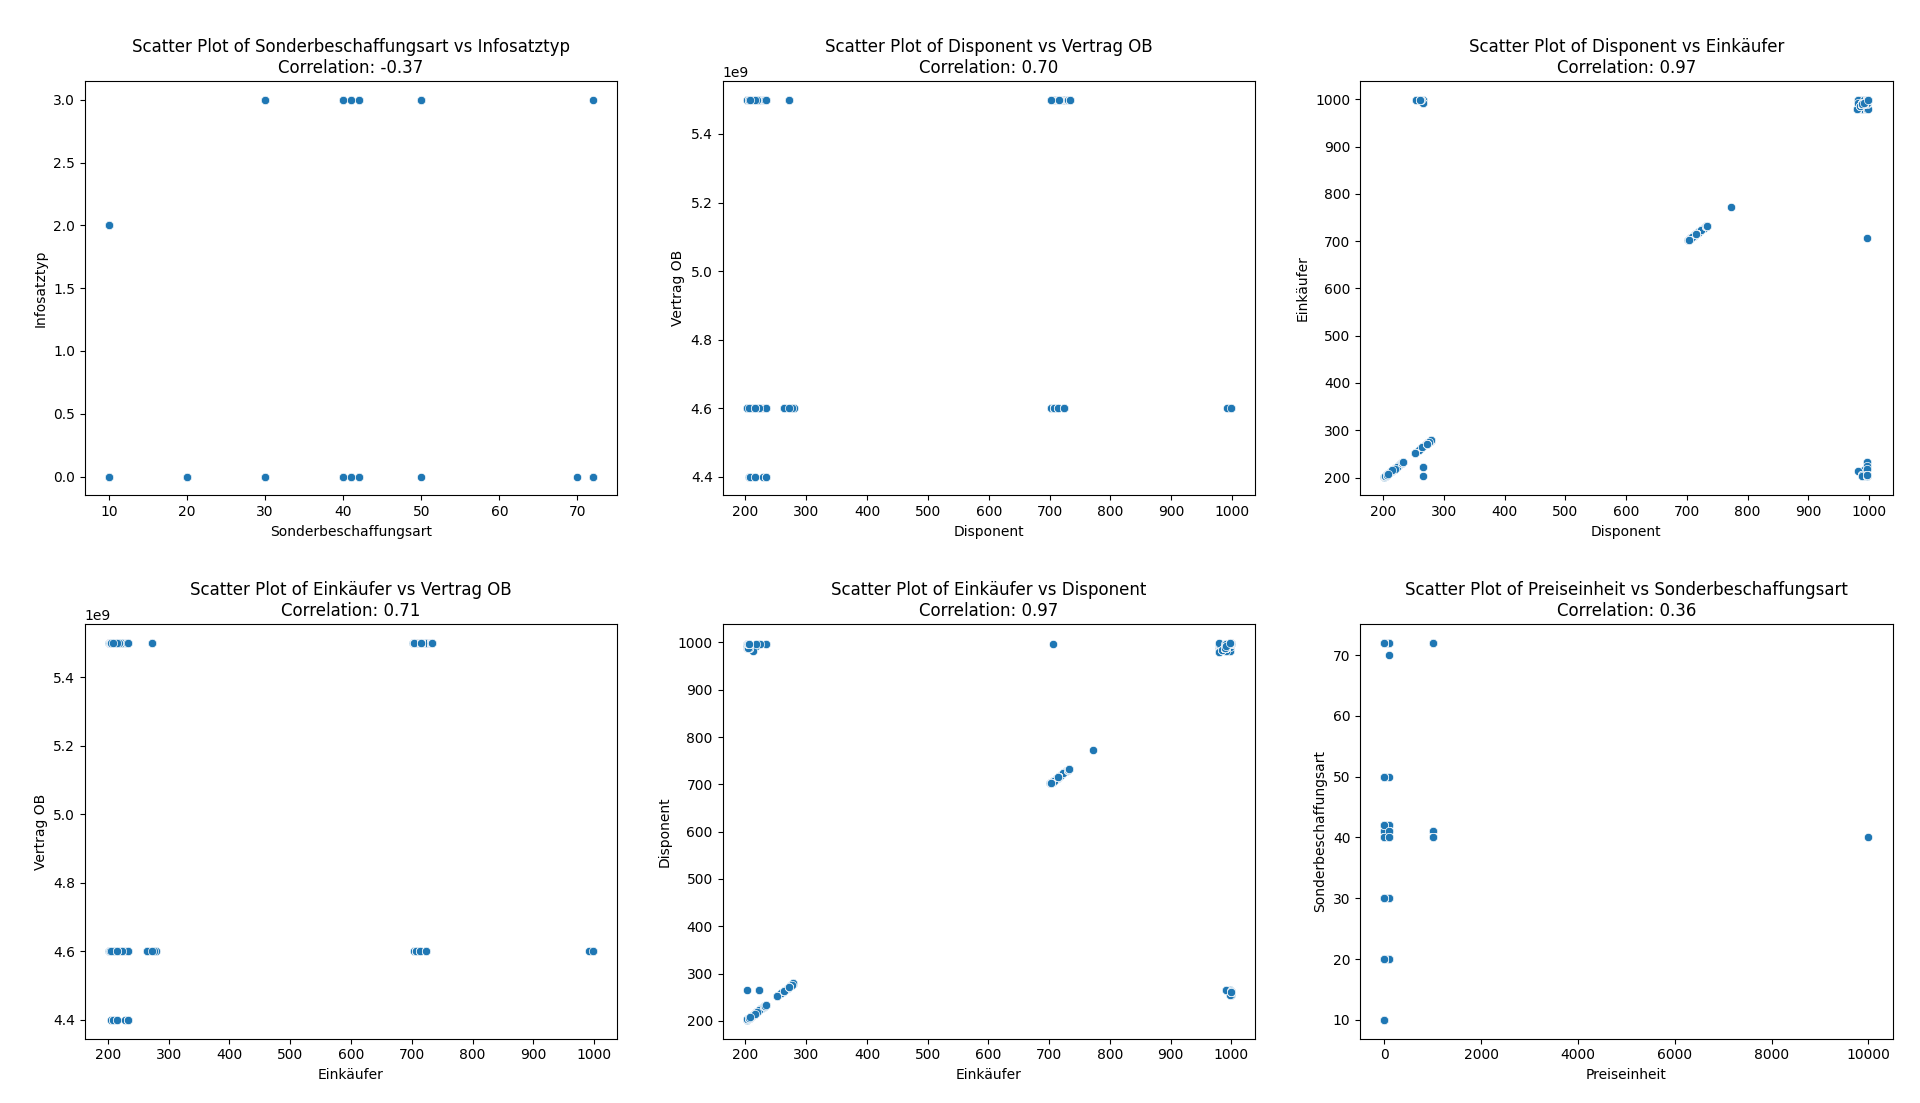 Scatter Plot of Sonderbeschaffungsart vs Infosatztyp
Correlation: -0.37
3.0
2.5
2.0
1.5
1.0
0.5
0.0
Infosatztyp
10 20 30 40 50 60 70
Sonderbeschaffungsart
Scatter Plot of Disponent vs Vertrag OB
Correlation: 0.70
1e9
5.4
5.2
5.0
4.8
4.6
4.4
Vertrag OB
200 300 400 500 600 700 800 900 1000
Disponent
Scatter Plot of Disponent vs Einkäufer
Correlation: 0.97
1000
900
800
700
600
500
400
300
200
Einkäufer
200 300 400 500 600 700 800 900 1000
Disponent
Scatter Plot of Einkäufer vs Vertrag OB
Correlation: 0.71
1e9
5.4
5.2
5.0
4.8
4.6
4.4
Vertrag OB
200 300 400 500 600 700 800 900 1000
Einkäufer
Scatter Plot of Einkäufer vs Disponent
Correlation: 0.97
1000
900
800
700
600
500
400
300
200
Disponent
200 300 400 500 600 700 800 900 1000
Einkäufer
Scatter Plot of Preiseinheit vs Sonderbeschaffungsart
Correlation: 0.36
70
60
50
40
30
20
10
Sonderbeschaffungsart
0 2000 4000 6000 8000 10000
Preiseinheit